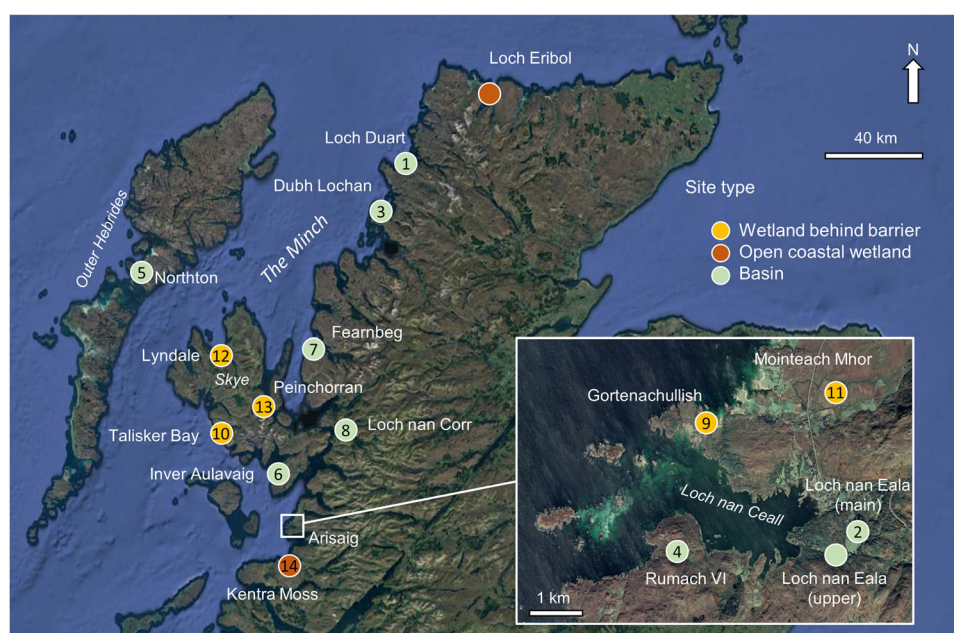 Loch Eribol
N
Loch Duart
1
40 km
Dubh Lochan
3
Site type
Outer Hebrides
The Minch
Wetland behind barrier
Open coastal wetland
Basin
5
Northton
Fearnbeg
7
Lyndale
12
Skye
Peinchorran
13
Talisker Bay
10
8
Loch nan Corr
Inver Aulavaig
6
Arisaig
14
Kentra Moss
Mointeach Mhor
11
Gortenachullish
9
Loch nan Ceall
Loch nan Eala
(main)
2
4
Rumach VI
Loch nan Eala
(upper)
1 km